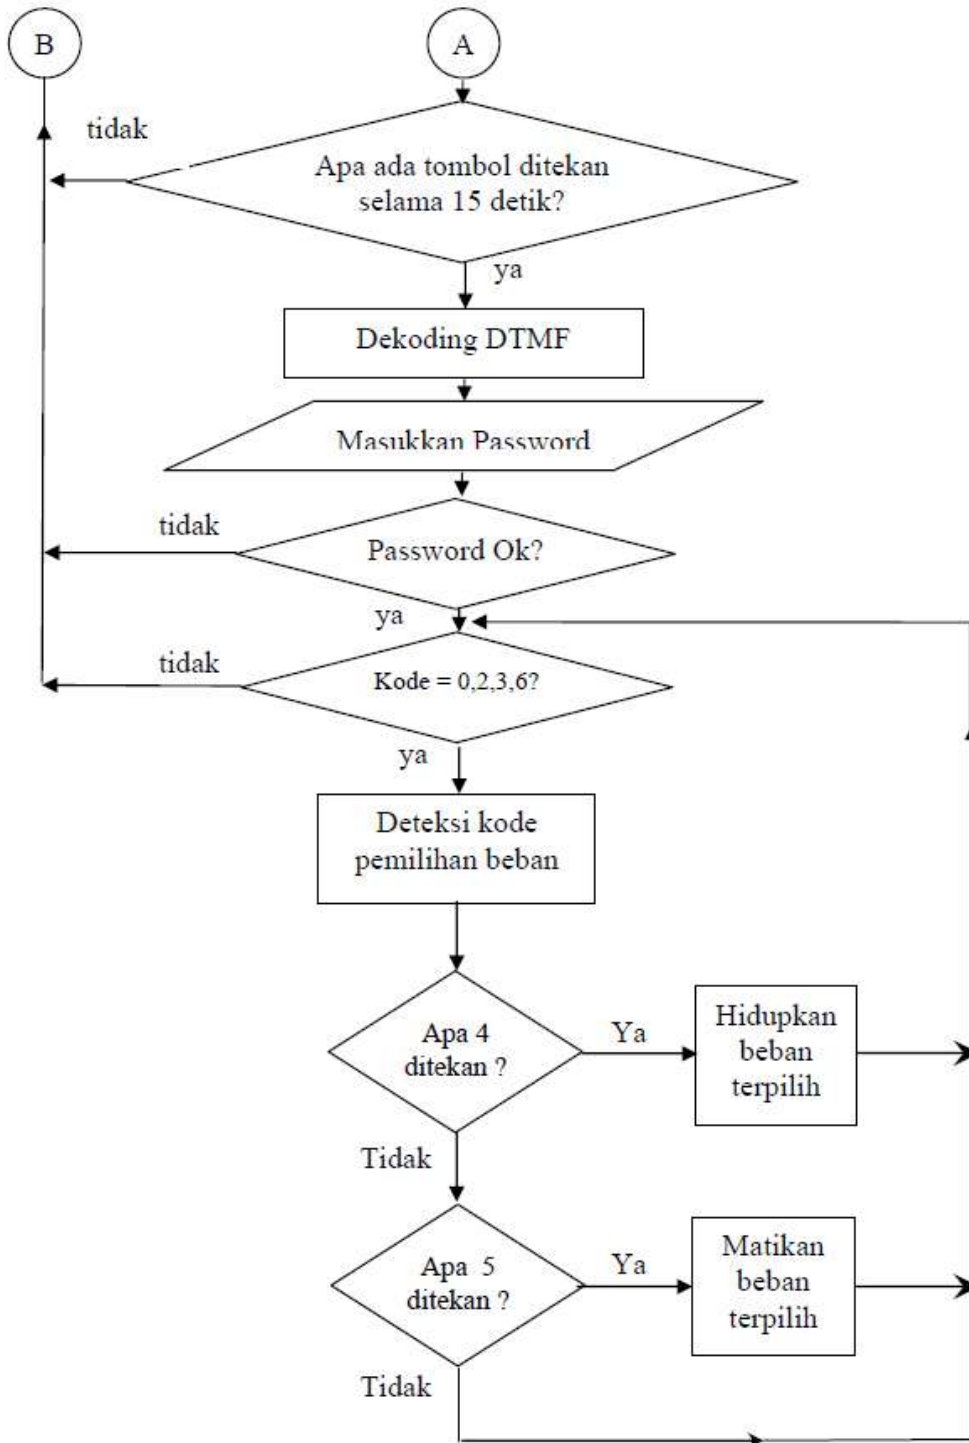 B
A
tidak
Apa ada tombol ditekan
selama 15 detik?
ya
Dekoding DTMF
Masukkan Password
tidak
Password Ok?
ya
tidak
Kode = 0,2,3,6?
ya
Deteksi kode
pemilihan beban
Apa 4
ditekan ?
Ya
Hidupkan
beban
terpilih
Tidak
Apa 5
ditekan ?
Ya
Matikan
beban
terpilih
Tidak